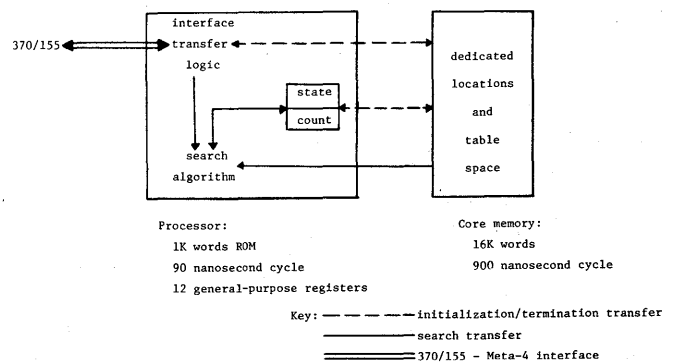 interface
370/155
transfer
logic
state
count
search
algorithm
dedicated
locations
and
table
space
Processor:
1K words ROM
90 nanosecond cycle
12 general-purpose registers
Core memory:
16K words
900 nanosecond cycle
Key:
initialization/termination transfer
search transfer
370/155 - Meta-4 interface